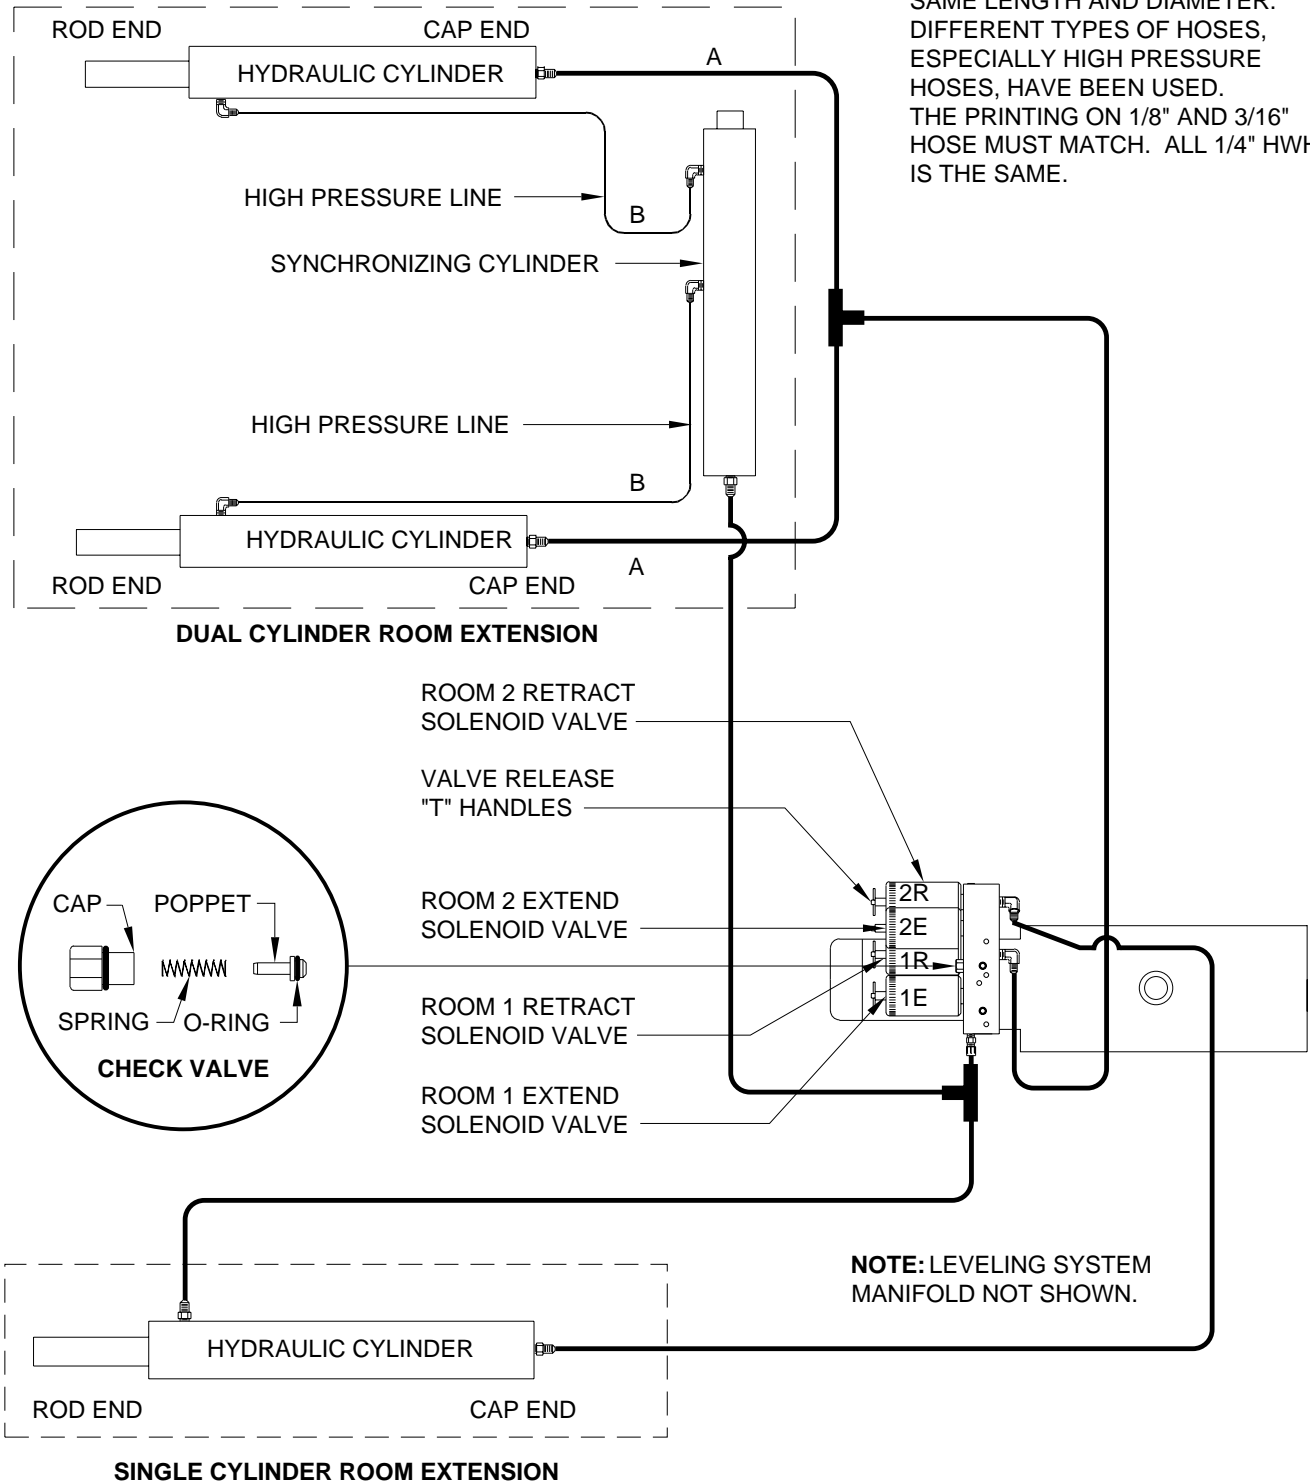 SAME LENGTH AND DIAMETER.
DIFFERENT TYPES OF HOSES,
ESPECIALLY HIGH PRESSURE
HOSES, HAVE BEEN USED.
THE PRINTING ON 1/8" AND 3/16"
HOSE MUST MATCH. ALL 1/4" HWH
IS THE SAME.
ROD END
CAP END
HYDRAULIC CYLINDER
A
HIGH PRESSURE LINE
B
SYNCHRONIZING CYLINDER
HIGH PRESSURE LINE
B
HYDRAULIC CYLINDER
A
ROD END
CAP END
DUAL CYLINDER ROOM EXTENSION
ROOM 2 RETRACT
SOLENOID VALVE
VALVE RELEASE
"T" HANDLES
ROOM 2 EXTEND
SOLENOID VALVE
ROOM 1 RETRACT
SOLENOID VALVE
ROOM 1 EXTEND
SOLENOID VALVE
2R
2E
1R
1E
CAP
POPPET
SPRING
O-RING
CHECK VALVE
NOTE: LEVELING SYSTEM
MANIFOLD NOT SHOWN.
HYDRAULIC CYLINDER
ROD END
CAP END
SINGLE CYLINDER ROOM EXTENSION